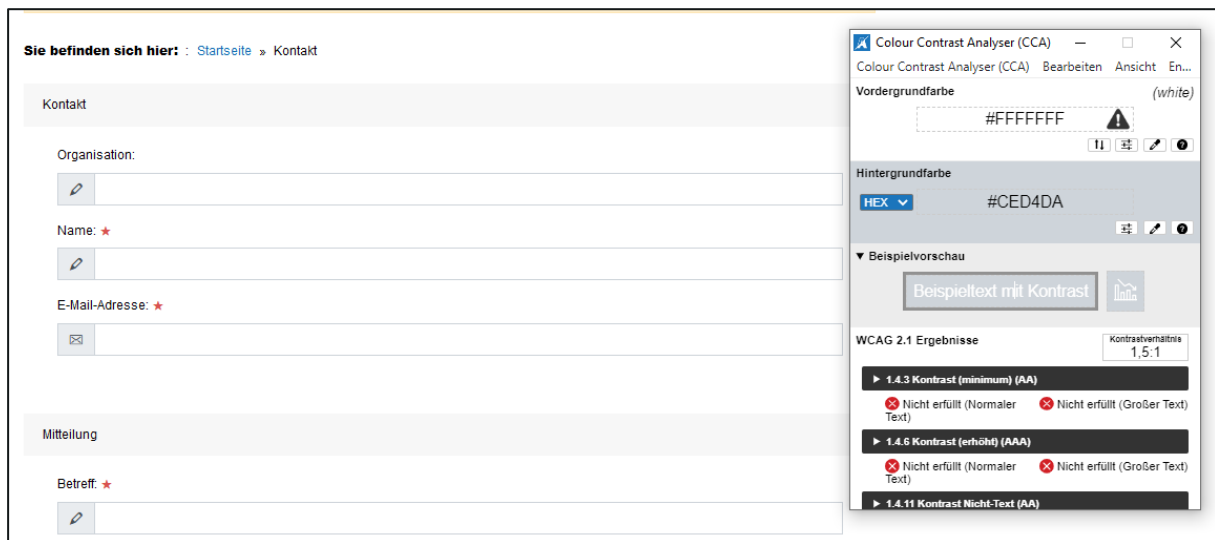 Sie befinden sich hier: : Startseite » Kontakt
Kontakt
Organisation:
Name: ★
E-Mail-Adresse: ★
Mitteilung
Betreff: ★
Colour Contrast Analyser (CCA)
Colour Contrast Analyser (CCA) Bearbeiten Ansicht En...
Vordergrundfarbe (white)
#FFFFFFF
Hintergrundfarbe
HEX #CED4DA
▼ Beispielvorschau
Beispieltext mit Kontrast
WCAG 2.1 Ergebnisse
Kontrastverhältnis
1,5:1
▶ 1.4.3 Kontrast (minimum) (AA)
Nicht erfüllt (Normaler Text) Nicht erfüllt (Großer Text)
▶ 1.4.6 Kontrast (erhöht) (AAA)
Nicht erfüllt (Normaler Text) Nicht erfüllt (Großer Text)
▶ 1.4.11 Kontrast Nicht-Text (AA)